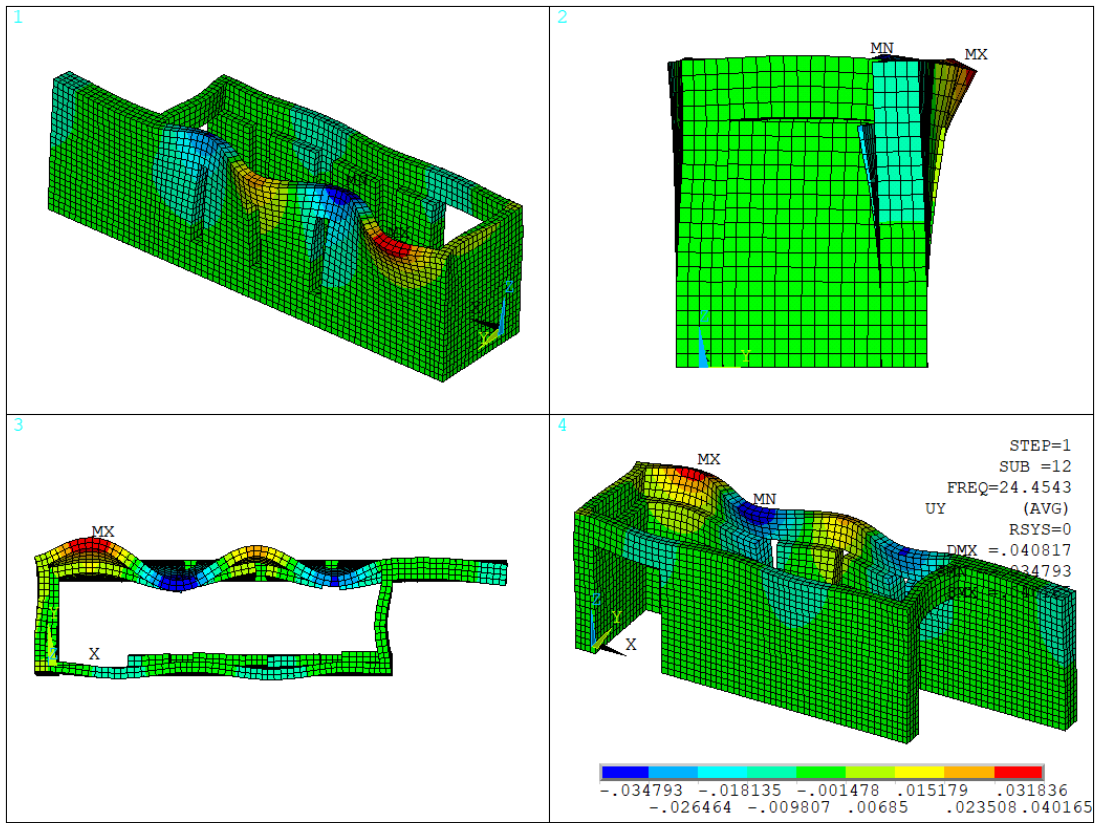 1
2
MN
MX
X
Y
Z
Y
3
MX
X
4
STEP=1
SUB =12
FREQ=24.4543
UY (AVG)
RSYS=0
DMX =.040817
MX
MN
Z
Y
X
-.034793 -.018135 -.001478 .015179 .031836
-.026464 -.009807 .00685 .023508 .040165